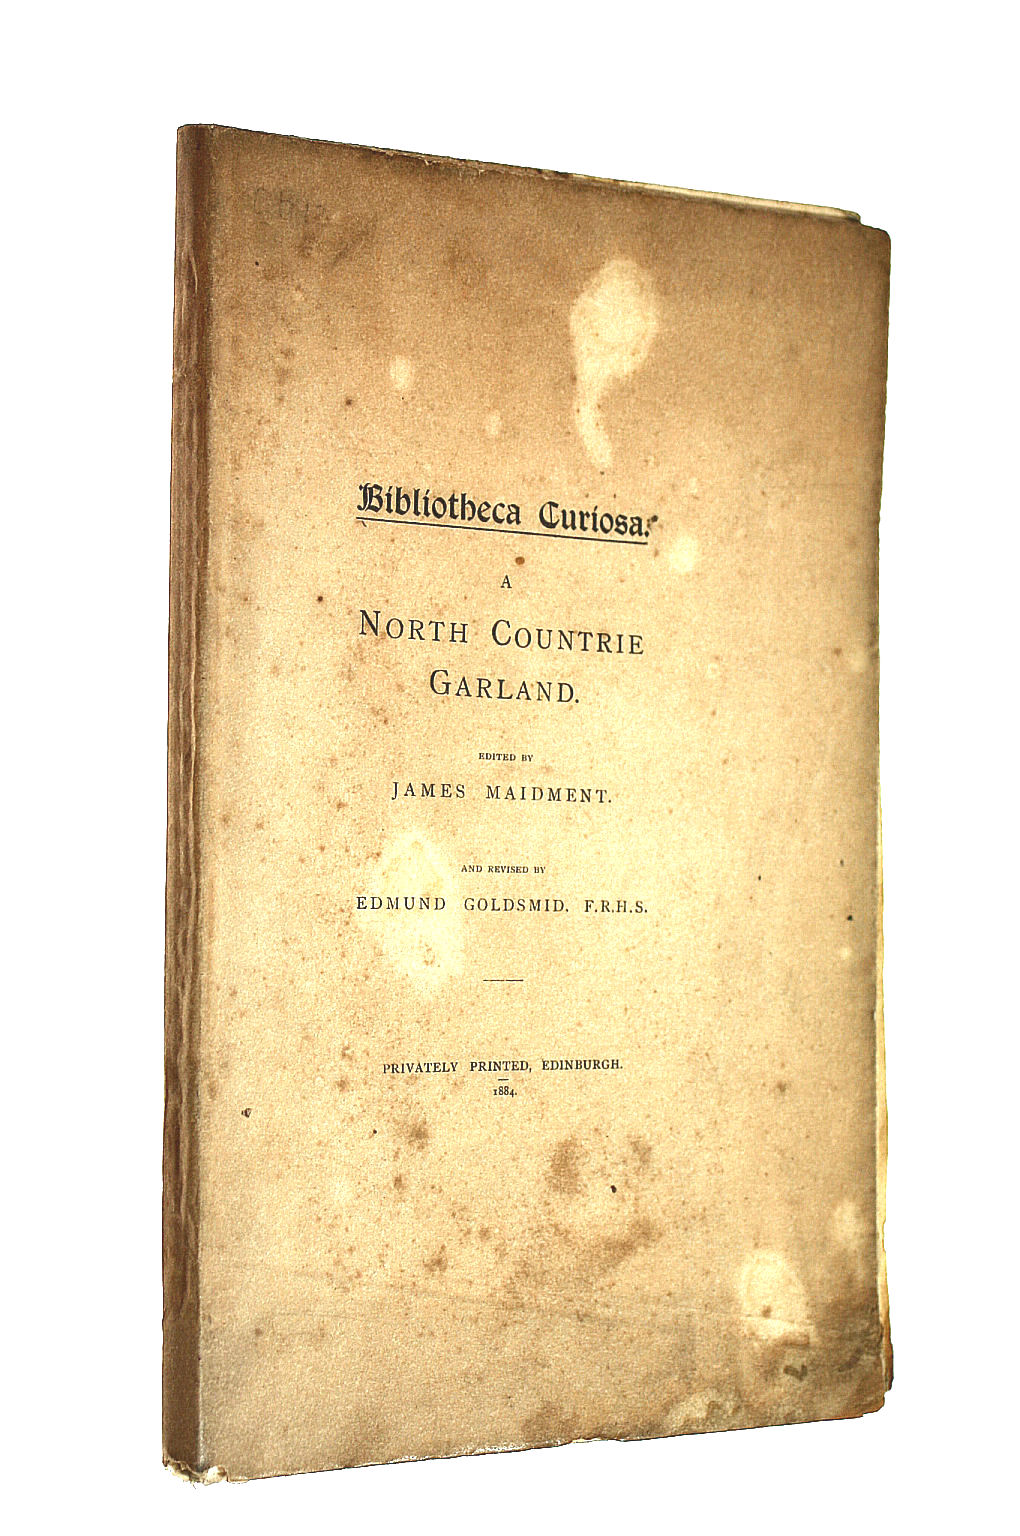 Bibliotheca Curiosa.
A
NORTH COUNTRIE
GARLAND.
EDITED BY
JAMES MAIDMENT.
AND REVISED BY
EDMUND GOLDSMID, F.R.H.S.
PRIVATELY PRINTED, EDINBURGH.
1884.